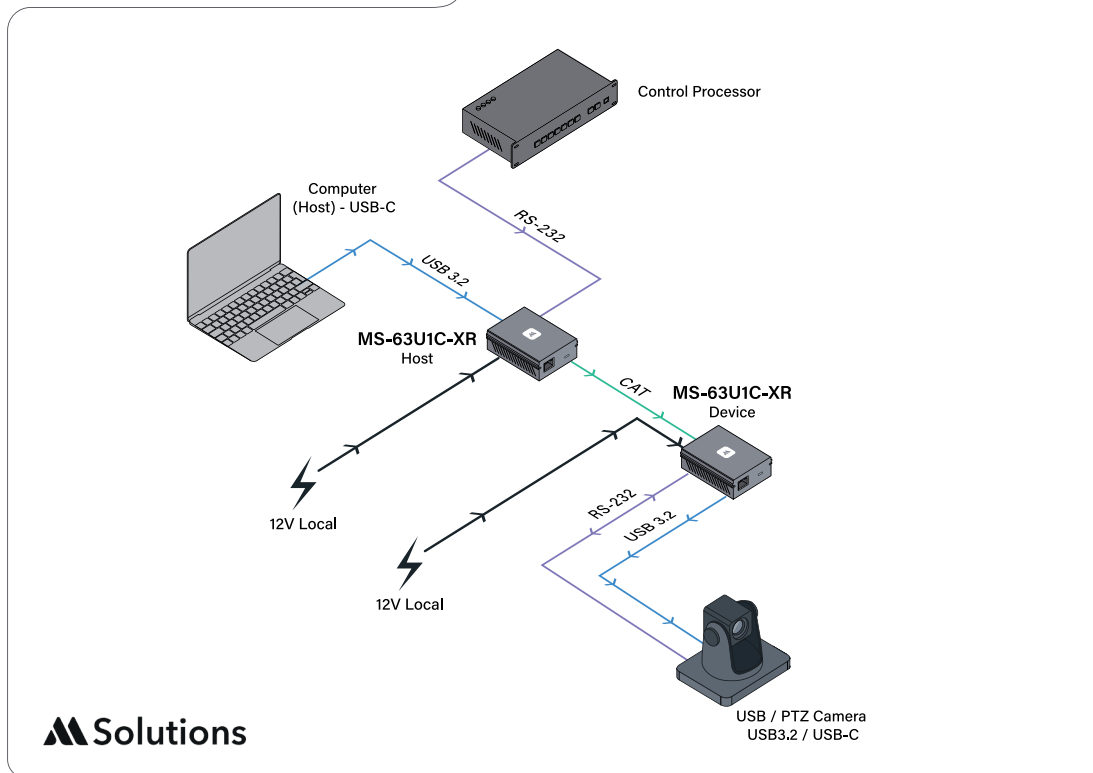 Control Processor
Computer
(Host) - USB-C
RS-232
USB 3.2
MS-63U1C-XR
Host
CAT
MS-63U1C-XR
Device
12V Local
RS-232
USB 3.2
12V Local
USB / PTZ Camera
USB3.2 / USB-C
Solutions